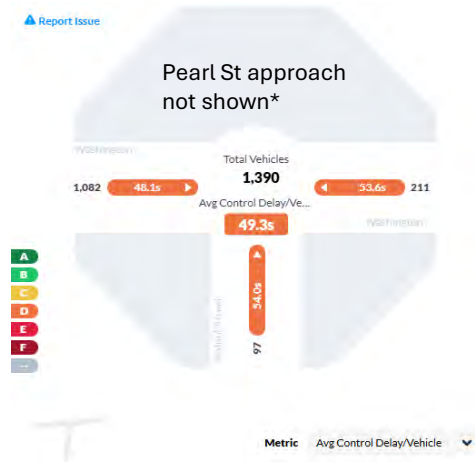 Report Issue
Pearl St approach
not shown*
Washington
Total Vehicles
1,390
1,082 48.1s 53.6s 211
Avg Control Delay/Ve...
49.3s
Washington
A
B
C
D
E
F
--
54.0s
97
Metric Avg Control Delay/Vehicle